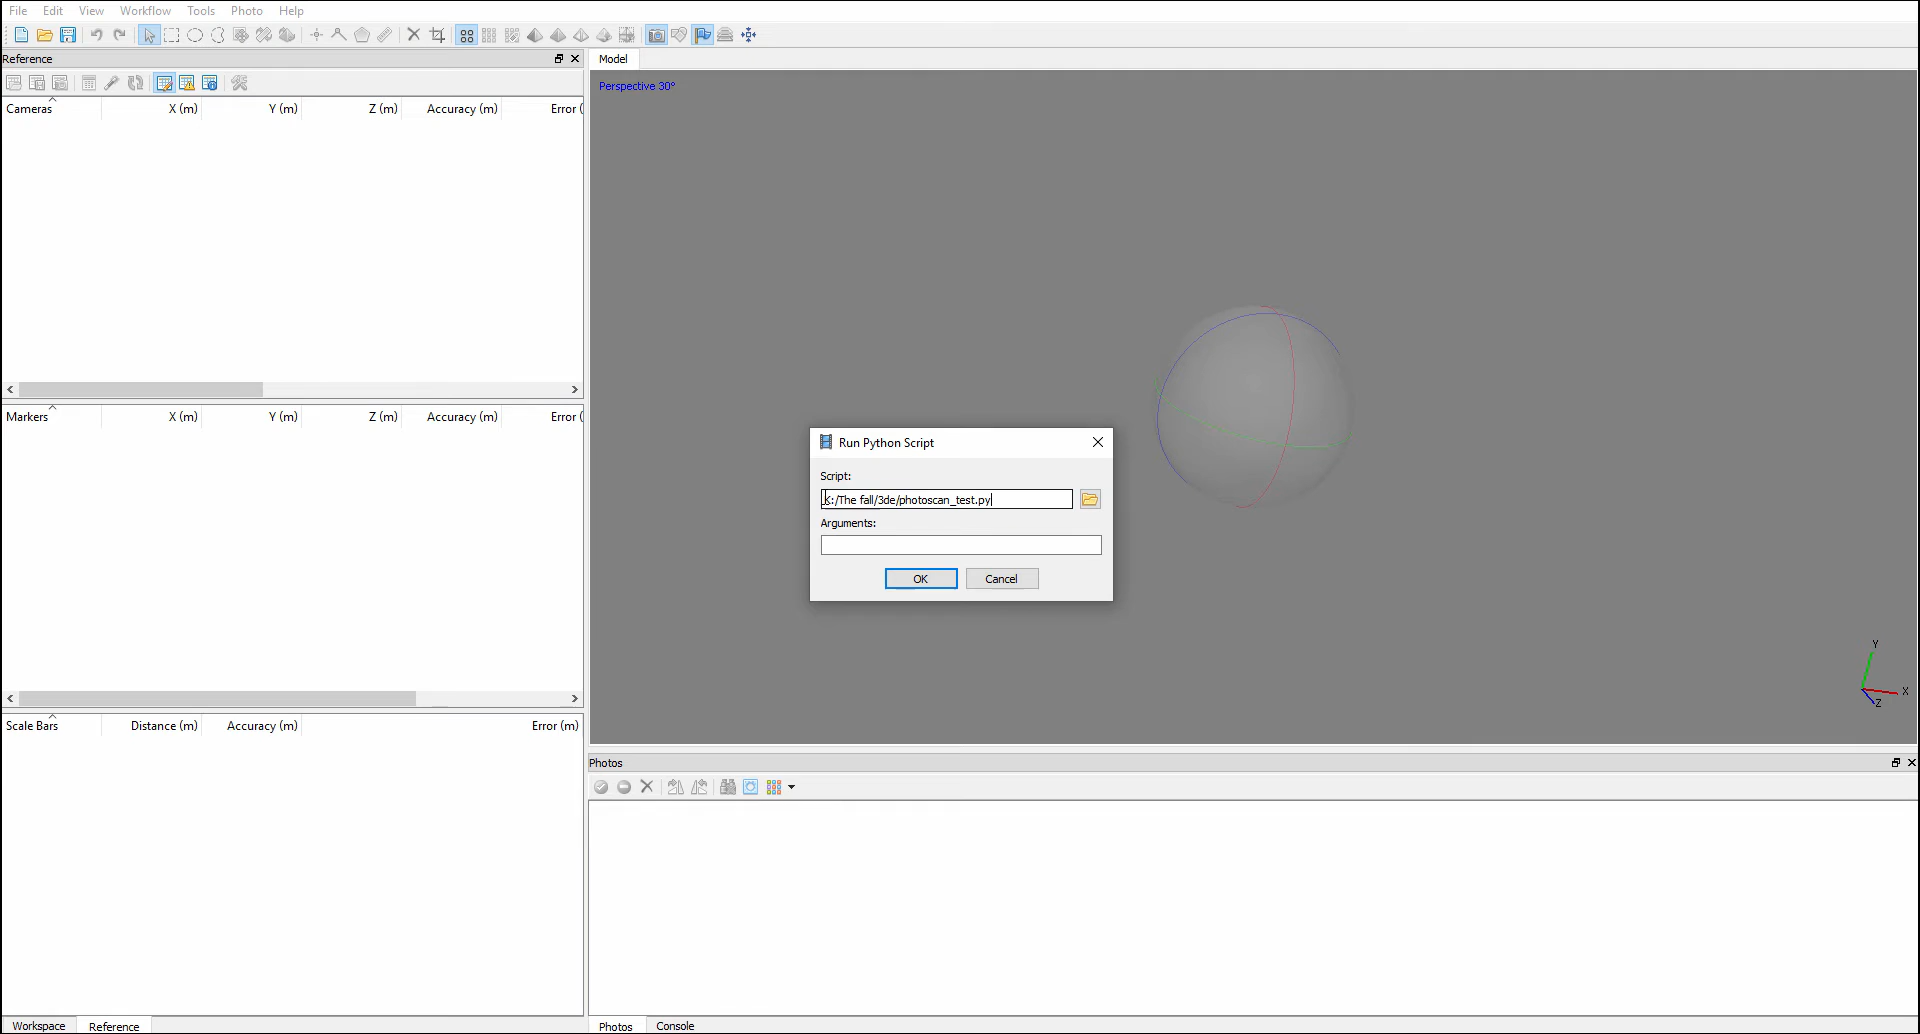 File Edit View Workflow Tools Photo Help
Reference
Model
Perspective 30°
Cameras X (m) Y (m) Z (m) Accuracy (m) Error (
Markers X (m) Y (m) Z (m) Accuracy (m) Error (
Scale Bars Distance (m) Accuracy (m) Error (m)
Run Python Script
Script:
K:/The fall/3de/photoscan_test.py
Arguments:
OK Cancel
Y
X
Z
Photos
Workspace Reference
Photos Console